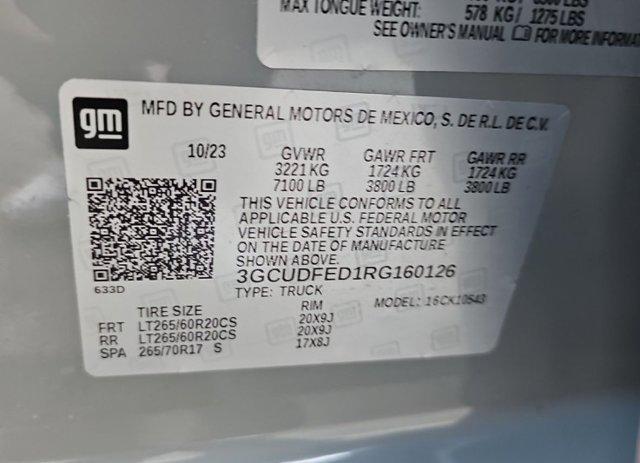 MAX TONGUE WEIGHT: 578 KG / 1275 LBS
SEE OWNER'S MANUAL FOR MORE INFORMAT
gm
MFD BY GENERAL MOTORS DE MEXICO, S. DE R.L. DE C.V.
10/23 GVWR GAWR FRT GAWR RR
3221 KG 1724 KG 1724 KG
7100 LB 3800 LB 3800 LB
THIS VEHICLE CONFORMS TO ALL
APPLICABLE U.S. FEDERAL MOTOR
VEHICLE SAFETY STANDARDS IN EFFECT
ON THE DATE OF MANUFACTURE
SHOWN ABOVE.
3GCUDFED1RG160126
633D
TYPE: TRUCK MODEL: 16CK10543
TIRE SIZE RIM
FRT LT265/60R20CS 20X9J
RR LT265/60R20CS 20X9J
SPA 265/70R17 S 17X8J